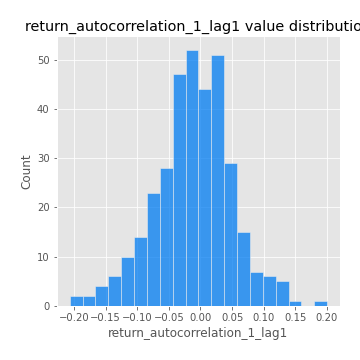 return_autocorrelation_1_lag1 value distributio
50
40
30
20
10
0
Count
−0.20 −0.15 −0.10 −0.05 0.00 0.05 0.10 0.15 0.20
return_autocorrelation_1_lag1